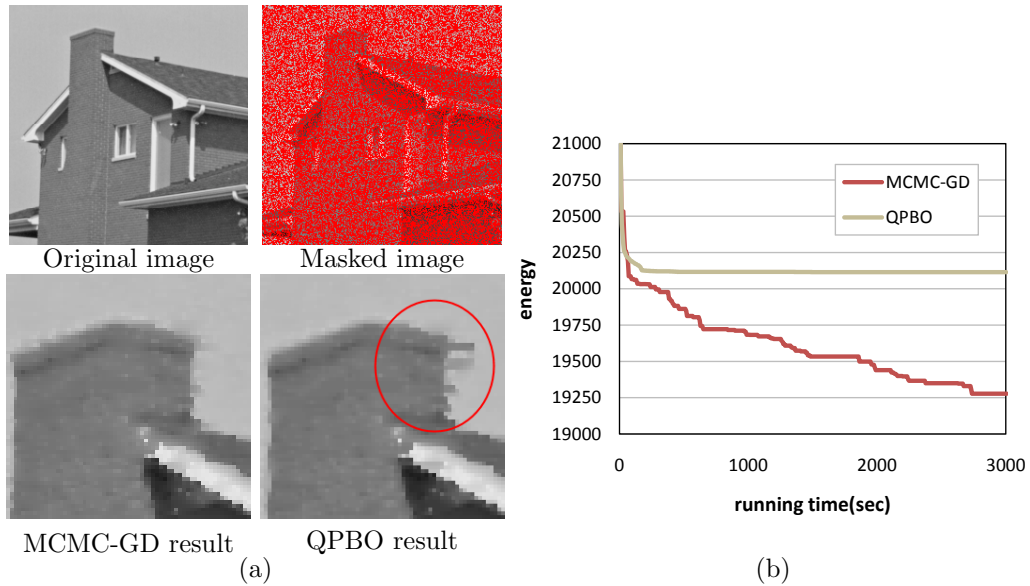 Original image
Masked image
MCMC-GD result
QPBO result
(a)
21000
20750
20500
20250
20000
19750
19500
19250
19000
energy
MCMC-GD
QPBO
0
1000
2000
3000
running time(sec)
(b)